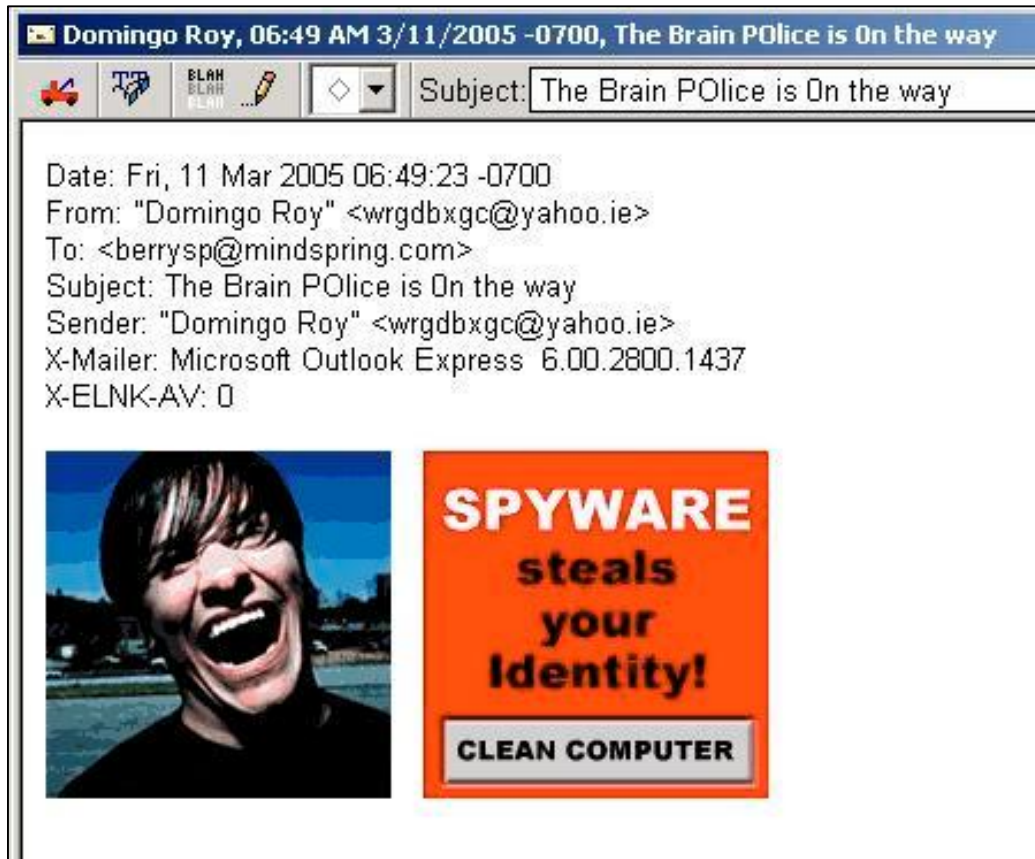 Domingo Roy, 06:49 AM 3/11/2005 -0700, The Brain POlice is 0n the way
BLAH
BLAH
BLAH
Subject: The Brain POlice is 0n the way
Date: Fri, 11 Mar 2005 06:49:23 -0700
From: "Domingo Roy" <wrgdbxgc@yahoo.ie>
To: <berrysp@mindspring.com>
Subject: The Brain POlice is 0n the way
Sender: "Domingo Roy" <wrgdbxgc@yahoo.ie>
X-Mailer: Microsoft Outlook Express  6.00.2800.1437
X-ELNK-AV: 0
SPYWARE
steals
your
Identity!
CLEAN COMPUTER